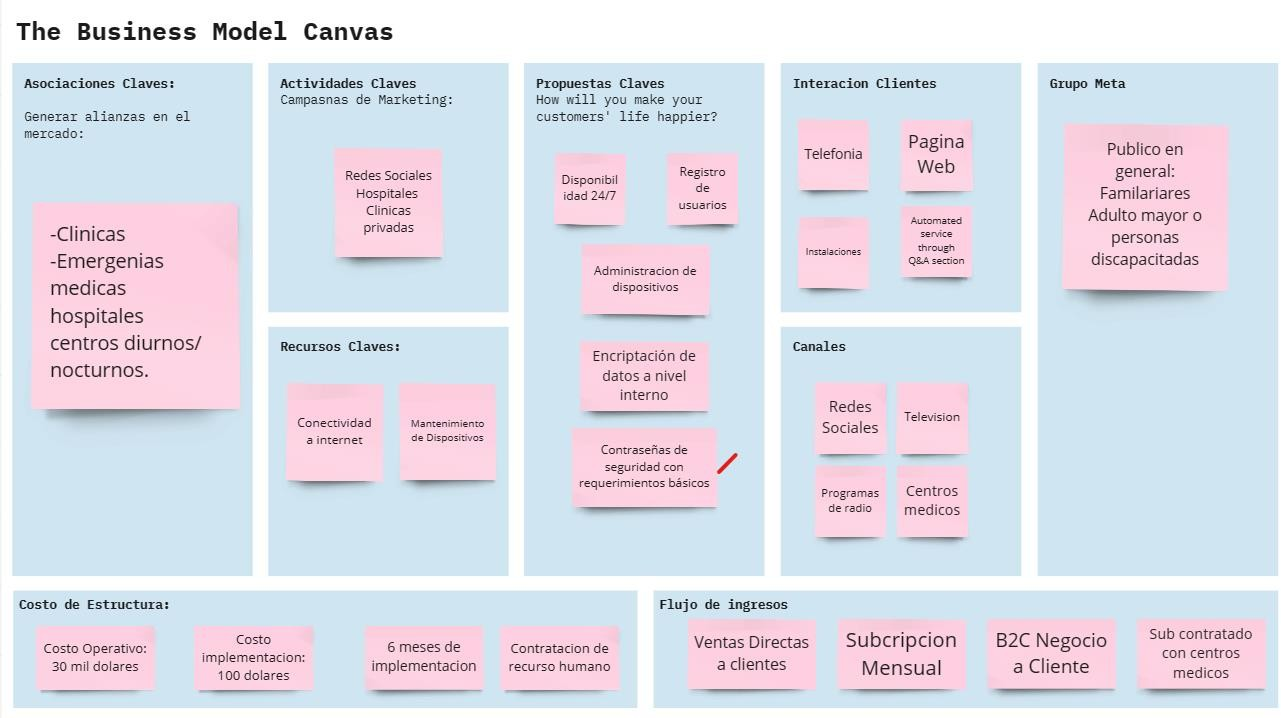 The Business Model Canvas
Asociaciones Claves:
Generar alianzas en el
mercado:
-Clinicas
-Emergenias
medicas
hospitales
centros diurnos/
nocturnos.
Actividades Claves
Campasnas de Marketing:
Redes Sociales
Hospitales
Clinicas
privadas
Recursos Claves:
Conectividad
a internet
Mantenimiento
de Dispositivos
Propuestas Claves
How will you make your
customers' life happier?
Disponibil
idad 24/7
Registro
de
usuarios
Administracion de
dispositivos
Encriptación de
datos a nivel
interno
Contraseñas de
seguridad con
requerimientos básicos
Interacion Clientes
Telefonia
Pagina
Web
Instalaciones
Automated
service
through
Q&A section
Canales
Redes
Sociales
Television
Programas
de radio
Centros
medicos
Grupo Meta
Publico en
general:
Familariares
Adulto mayor o
personas
discapacitadas
Costo de Estructura:
Costo Operativo:
30 mil dolares
Costo
implementacion:
100 dolares
6 meses de
implementacion
Contratacion de
recurso humano
Flujo de ingresos
Ventas Directas
a clientes
Subcripcion
Mensual
B2C Negocio
a Cliente
Sub contratado
con centros
medicos